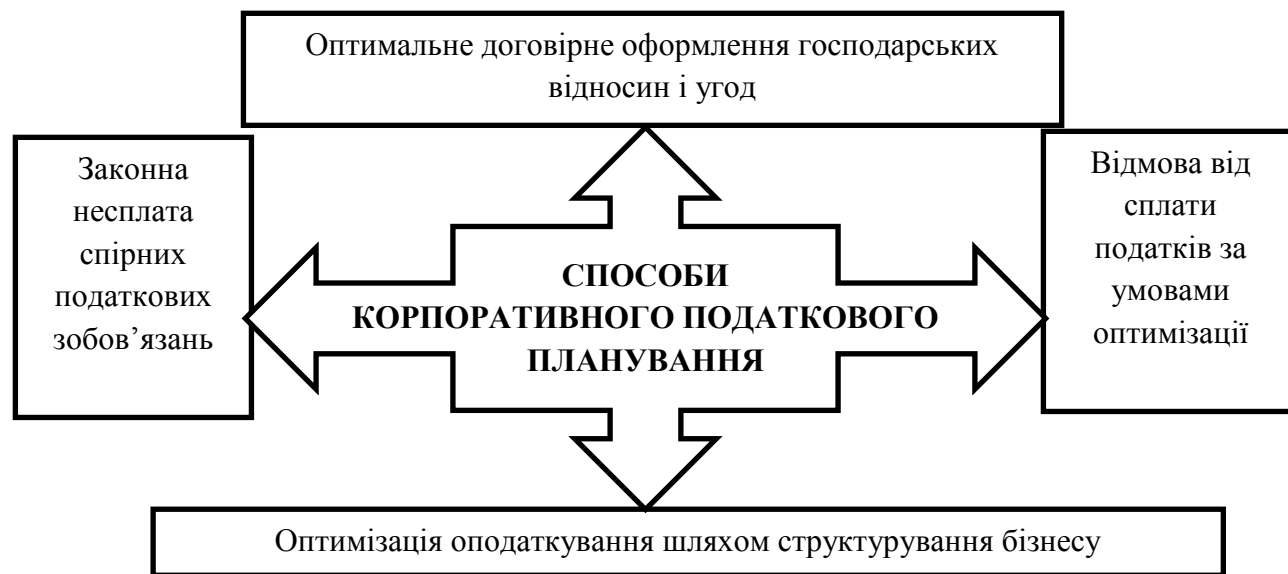 Оптимальне договірне оформлення господарських
відносин і угод
Законна
несплата
спірних
податкових
зобов’язань
СПОСОБИ
КОРПОРАТИВНОГО ПОДАТКОВОГО
ПЛАНУВАННЯ
Відмова від
сплати
податків за
умовами
оптимізації
Оптимізація оподаткування шляхом структурування бізнесу